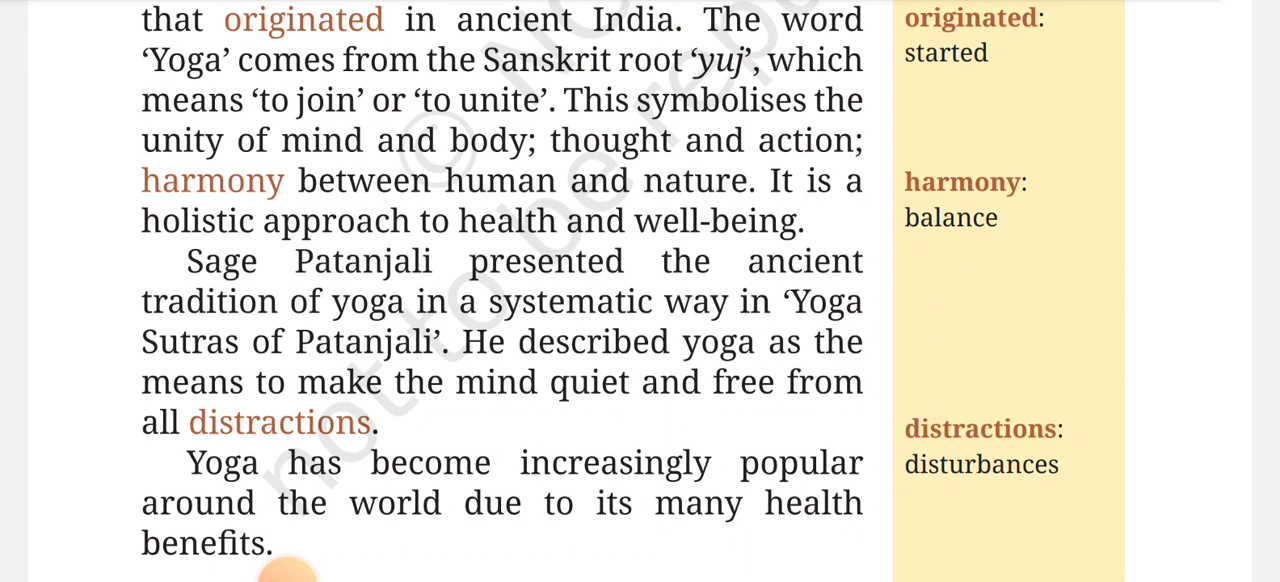 that originated in ancient India. The word
‘Yoga’ comes from the Sanskrit root ‘yuj’, which
means ‘to join’ or ‘to unite’. This symbolises the
unity of mind and body; thought and action;
harmony between human and nature. It is a
holistic approach to health and well-being.
Sage Patanjali presented the ancient
tradition of yoga in a systematic way in ‘Yoga
Sutras of Patanjali’. He described yoga as the
means to make the mind quiet and free from
all distractions.
Yoga has become increasingly popular
around the world due to its many health
benefits.
originated:
started
harmony:
balance
distractions:
disturbances
not to be